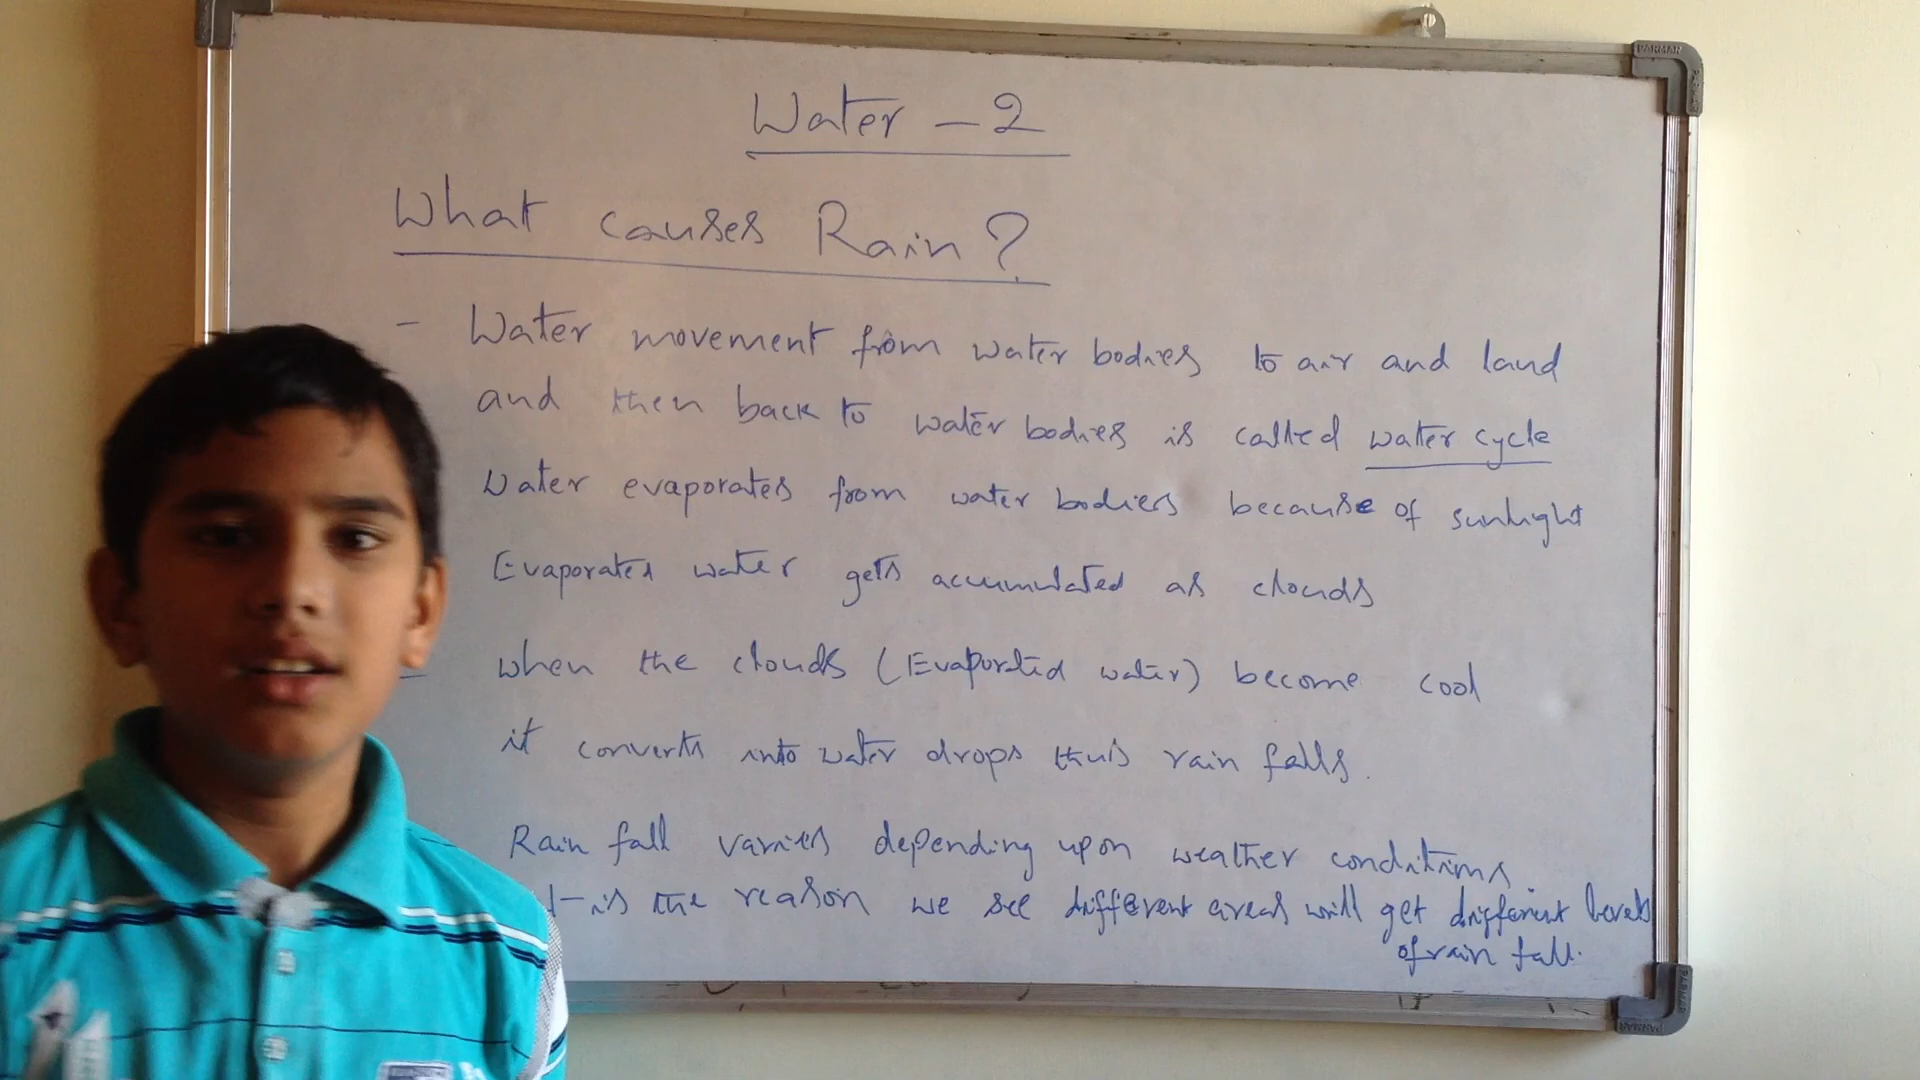 Water - 2
What causes Rain?
- Water movement from water bodies to air and land
and then back to water bodies is called water cycle
Water evaporates from water bodiers because of sunlight
Evaporated water gets accumulated as clouds
- when the clouds (Evaporated water) become cool
it converts into water drops thus rain falls.
Rain fall varries depending upon weather conditions
is the reason we see different areas will get different levels
of rain fall.
PARMAR